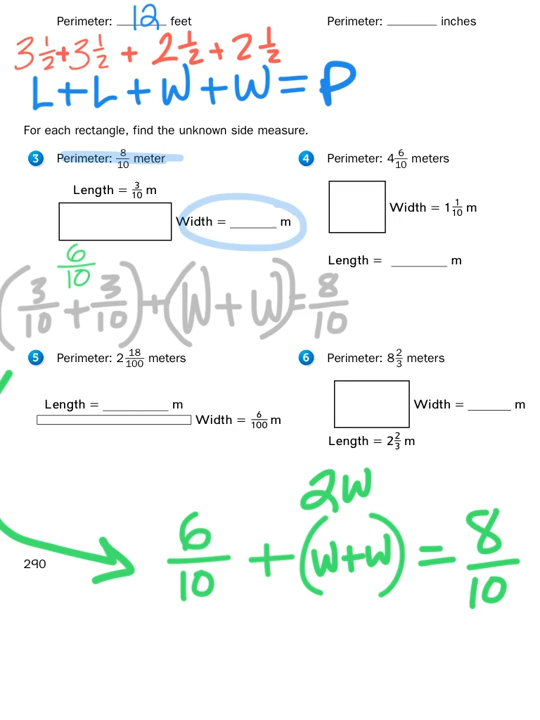 Perimeter: 12 feet
Perimeter: ______ inches
3 1/2 + 3 1/2 + 2 1/2 + 2 1/2
L + L + W + W = P
For each rectangle, find the unknown side measure.
3 Perimeter: 8/10 meter
Length = 3/10 m
Width = ______ m
6/10
(3/10 + 3/10) + (W + W) = 8/10
4 Perimeter: 4 6/10 meters
Width = 1 1/10 m
Length = ______ m
5 Perimeter: 2 18/100 meters
Length = ______ m
Width = 6/100 m
6 Perimeter: 8 2/3 meters
Width = ______ m
Length = 2 2/3 m
2W
6/10 + (W + W) = 8/10
290